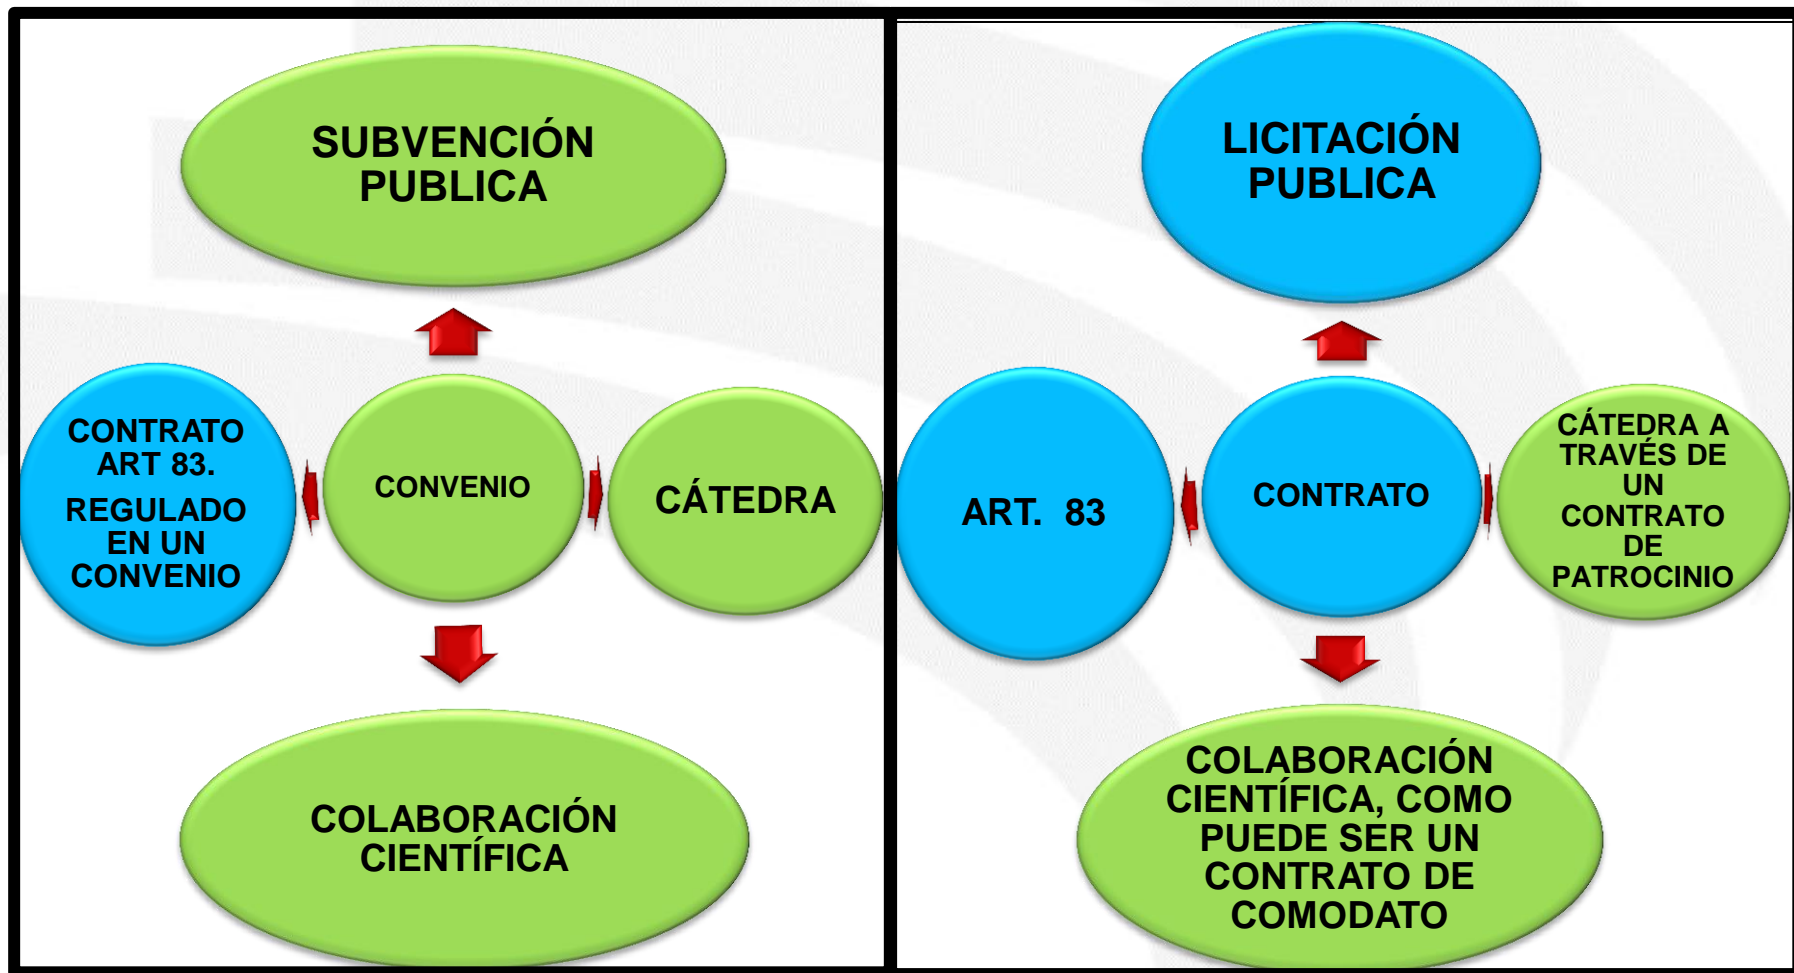 SUBVENCIÓN
PUBLICA
CONTRATO
ART 83.
REGULADO
EN UN
CONVENIO
CONVENIO
CÁTEDRA
COLABORACIÓN
CIENTÍFICA
LICITACIÓN
PUBLICA
ART. 83
CONTRATO
CÁTEDRA A
TRAVÉS DE
UN
CONTRATO
DE
PATROCINIO
COLABORACIÓN
CIENTÍFICA, COMO
PUEDE SER UN
CONTRATO DE
COMODATO